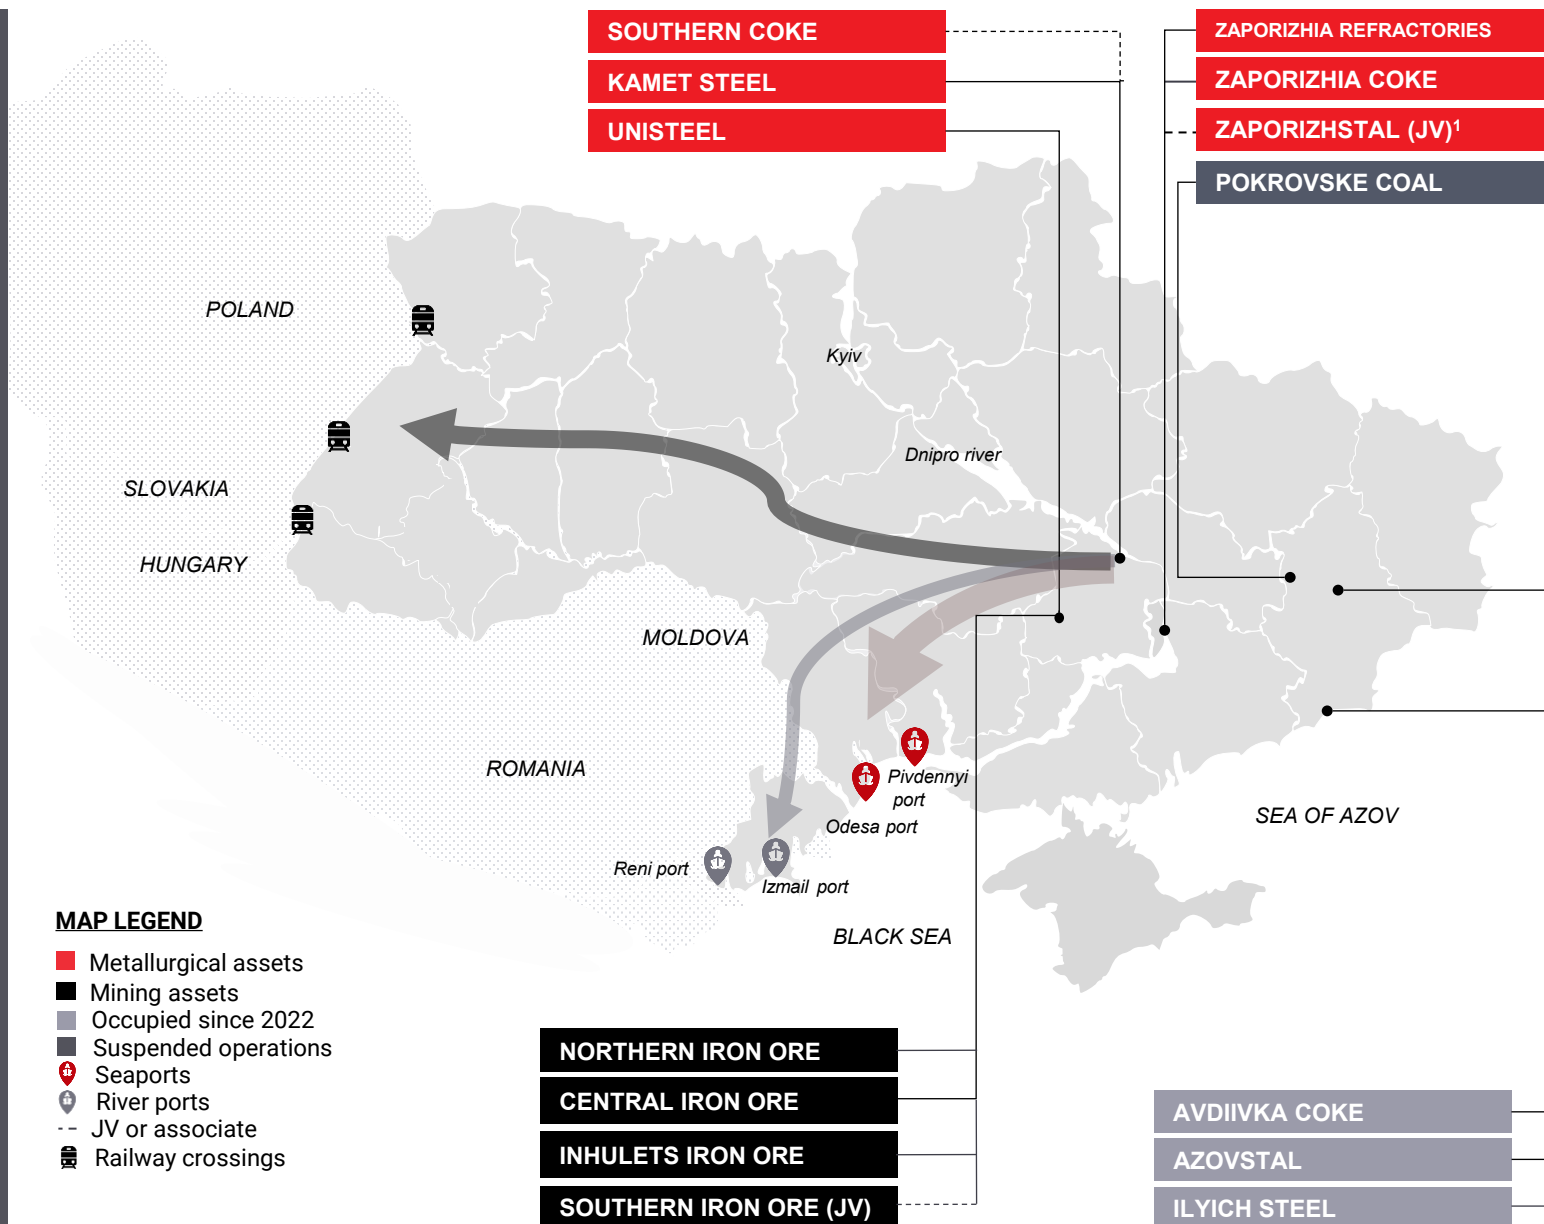 SOUTHERN COKE
KAMET STEEL
UNISTEEL
ZAPORIZHIA REFRACTORIES
ZAPORIZHIA COKE
ZAPORIZHSTAL (JV)¹
POKROVSKE COAL
POLAND
Kyiv
Dnipro river
SLOVAKIA
HUNGARY
MOLDOVA
ROMANIA
Pivdennyi
port
Odesa port
SEA OF AZOV
Reni port
Izmail port
BLACK SEA
MAP LEGEND
Metallurgical assets
Mining assets
Occupied since 2022
Suspended operations
Seaports
River ports
JV or associate
Railway crossings
NORTHERN IRON ORE
CENTRAL IRON ORE
INHULETS IRON ORE
SOUTHERN IRON ORE (JV)
AVDIIVKA COKE
AZOVSTAL
ILYICH STEEL